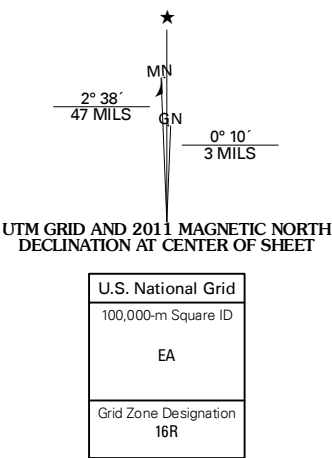 ★
MN
GN
2° 38´
47 MILS
0° 10´
3 MILS
UTM GRID AND 2011 MAGNETIC NORTH
DECLINATION AT CENTER OF SHEET
U.S. National Grid
100,000-m Square ID
EA
Grid Zone Designation
16R